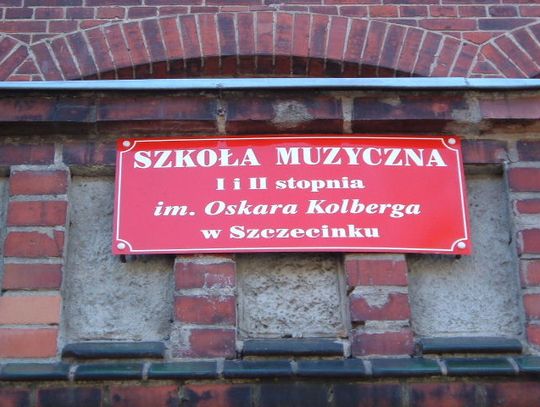 SZKOŁA MUZYCZNA
I i II stopnia
im. Oskara Kolberga
w Szczecinku